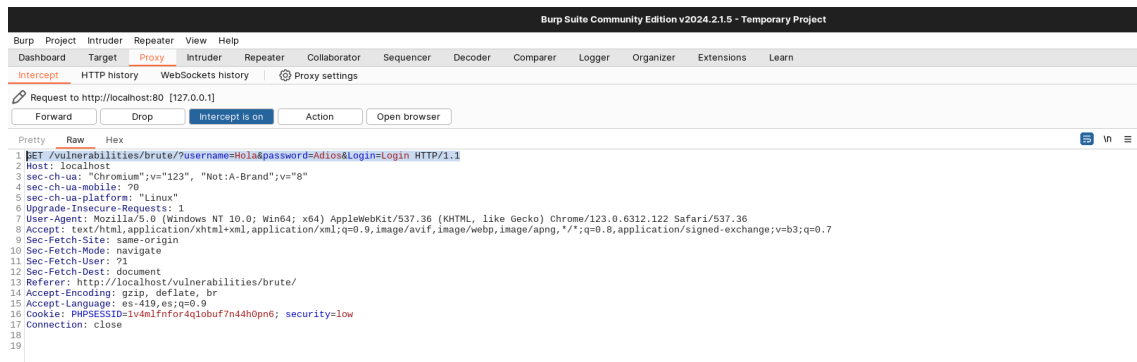 Burp Suite Community Edition v2024.2.1.5 - Temporary Project
Burp Project Intruder Repeater View Help
Dashboard Target Proxy Intruder Repeater Collaborator Sequencer Decoder Comparer Logger Organizer Extensions Learn
Intercept HTTP history WebSockets history Proxy settings
Request to http://localhost:80 [127.0.0.1]
Forward Drop Intercept is on Action Open browser
Pretty Raw Hex \n
1 GET /vulnerabilities/brute/?username=Hola&password=Adios&Login=Login HTTP/1.1
2 Host: localhost
3 sec-ch-ua: "Chromium";v="123", "Not:A-Brand";v="8"
4 sec-ch-ua-mobile: ?0
5 sec-ch-ua-platform: "Linux"
6 Upgrade-Insecure-Requests: 1
7 User-Agent: Mozilla/5.0 (Windows NT 10.0; Win64; x64) AppleWebKit/537.36 (KHTML, like Gecko) Chrome/123.0.6312.122 Safari/537.36
8 Accept: text/html,application/xhtml+xml,application/xml;q=0.9,image/avif,image/webp,image/apng,*/*;q=0.8,application/signed-exchange;v=b3;q=0.7
9 Sec-Fetch-Site: same-origin
10 Sec-Fetch-Mode: navigate
11 Sec-Fetch-User: ?1
12 Sec-Fetch-Dest: document
13 Referer: http://localhost/vulnerabilities/brute/
14 Accept-Encoding: gzip, deflate, br
15 Accept-Language: es-419,es;q=0.9
16 Cookie: PHPSESSID=1v4mlfnfor4q1obuf7n44h0pn6; security=low
17 Connection: close
18
19